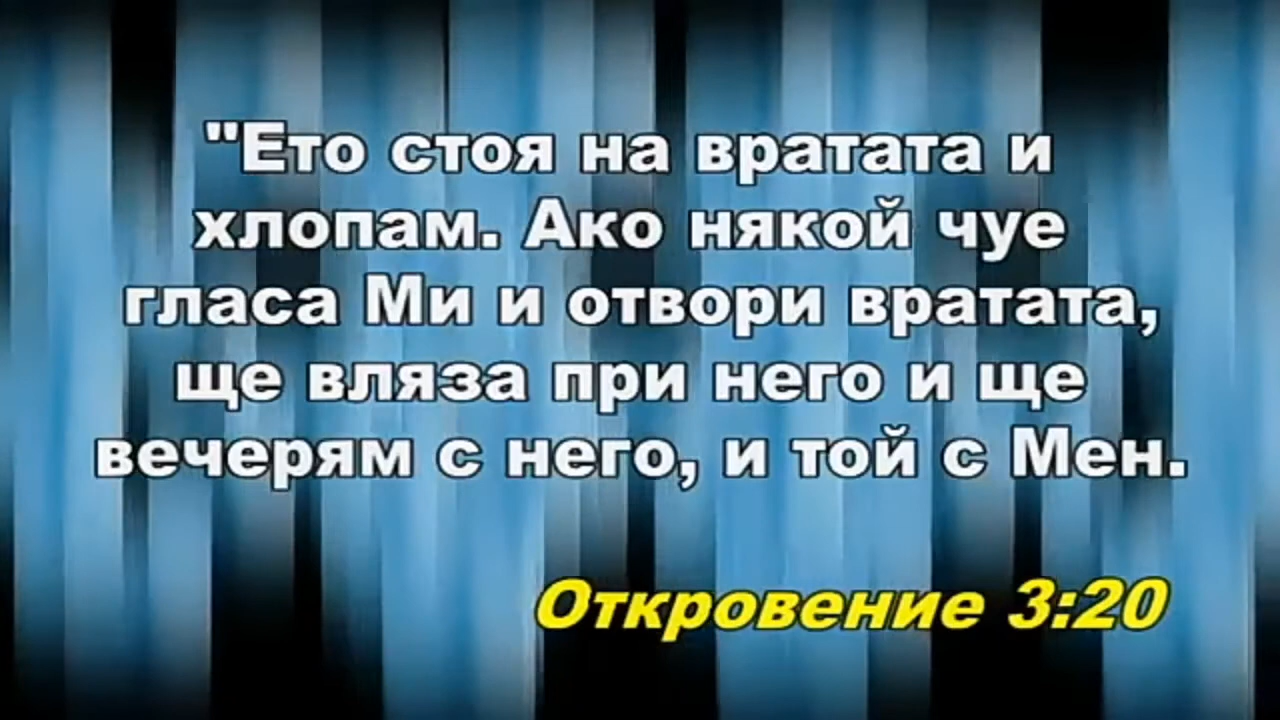 "Ето стоя на вратата и
хлопам. Ако някой чуе
гласа Ми и отвори вратата,
ще вляза при него и ще
вечерям с него, и той с Мен.
Откровение 3:20